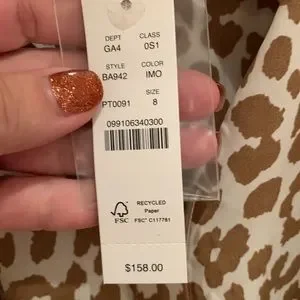 DEPT CLASS
GA4 0S1
STYLE COLOR
BA942 IMO
SIZE
PT0091 8
099106340300
RECYCLED
Paper
FSC FSC® C117781
$158.00